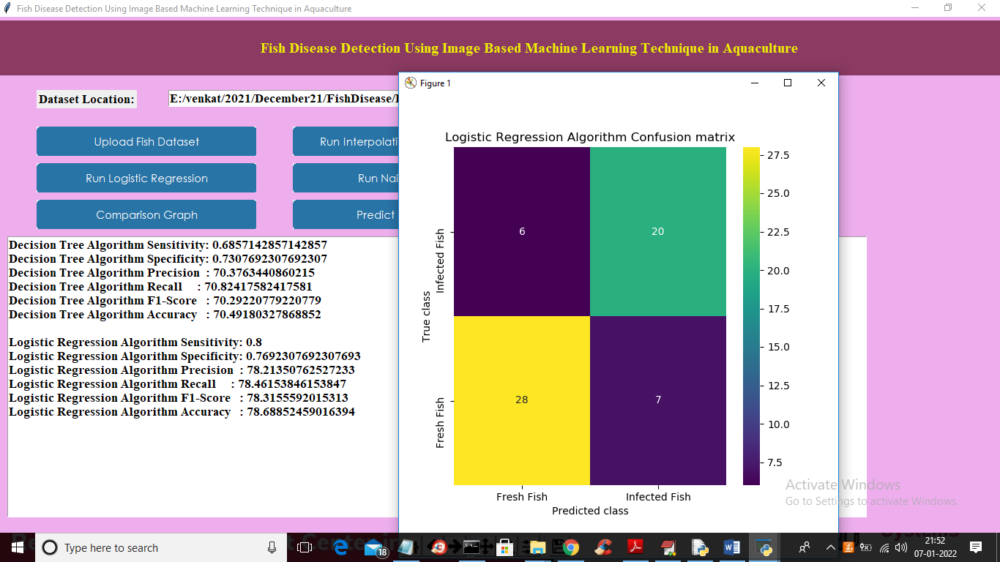 Fish Disease Detection Using Image Based Machine Learning Technique in Aquaculture
Fish Disease Detection Using Image Based Machine Learning Technique in Aquaculture
Dataset Location:
E:/venkat/2021/December21/FishDisease/
Upload Fish Dataset
Run Interpolati
Run Logistic Regression
Run Nai
Comparison Graph
Predict
Decision Tree Algorithm Sensitivity: 0.6857142857142857
Decision Tree Algorithm Specificity: 0.7307692307692307
Decision Tree Algorithm Precision : 70.3763440860215
Decision Tree Algorithm Recall : 70.82417582417581
Decision Tree Algorithm F1-Score : 70.29220779220779
Decision Tree Algorithm Accuracy : 70.49180327868852
Logistic Regression Algorithm Sensitivity: 0.8
Logistic Regression Algorithm Specificity: 0.7692307692307693
Logistic Regression Algorithm Precision : 78.21350762527233
Logistic Regression Algorithm Recall : 78.46153846153847
Logistic Regression Algorithm F1-Score : 78.3155592015313
Logistic Regression Algorithm Accuracy : 78.68852459016394
Figure 1
Logistic Regression Algorithm Confusion matrix
True class
Infected Fish
6
20
Fresh Fish
28
7
Fresh Fish
Infected Fish
Predicted class
27.5
25.0
22.5
20.0
17.5
15.0
12.5
10.0
7.5
Activate Windows
Go to Settings to activate Windows.
Type here to search
18
21:52
07-01-2022